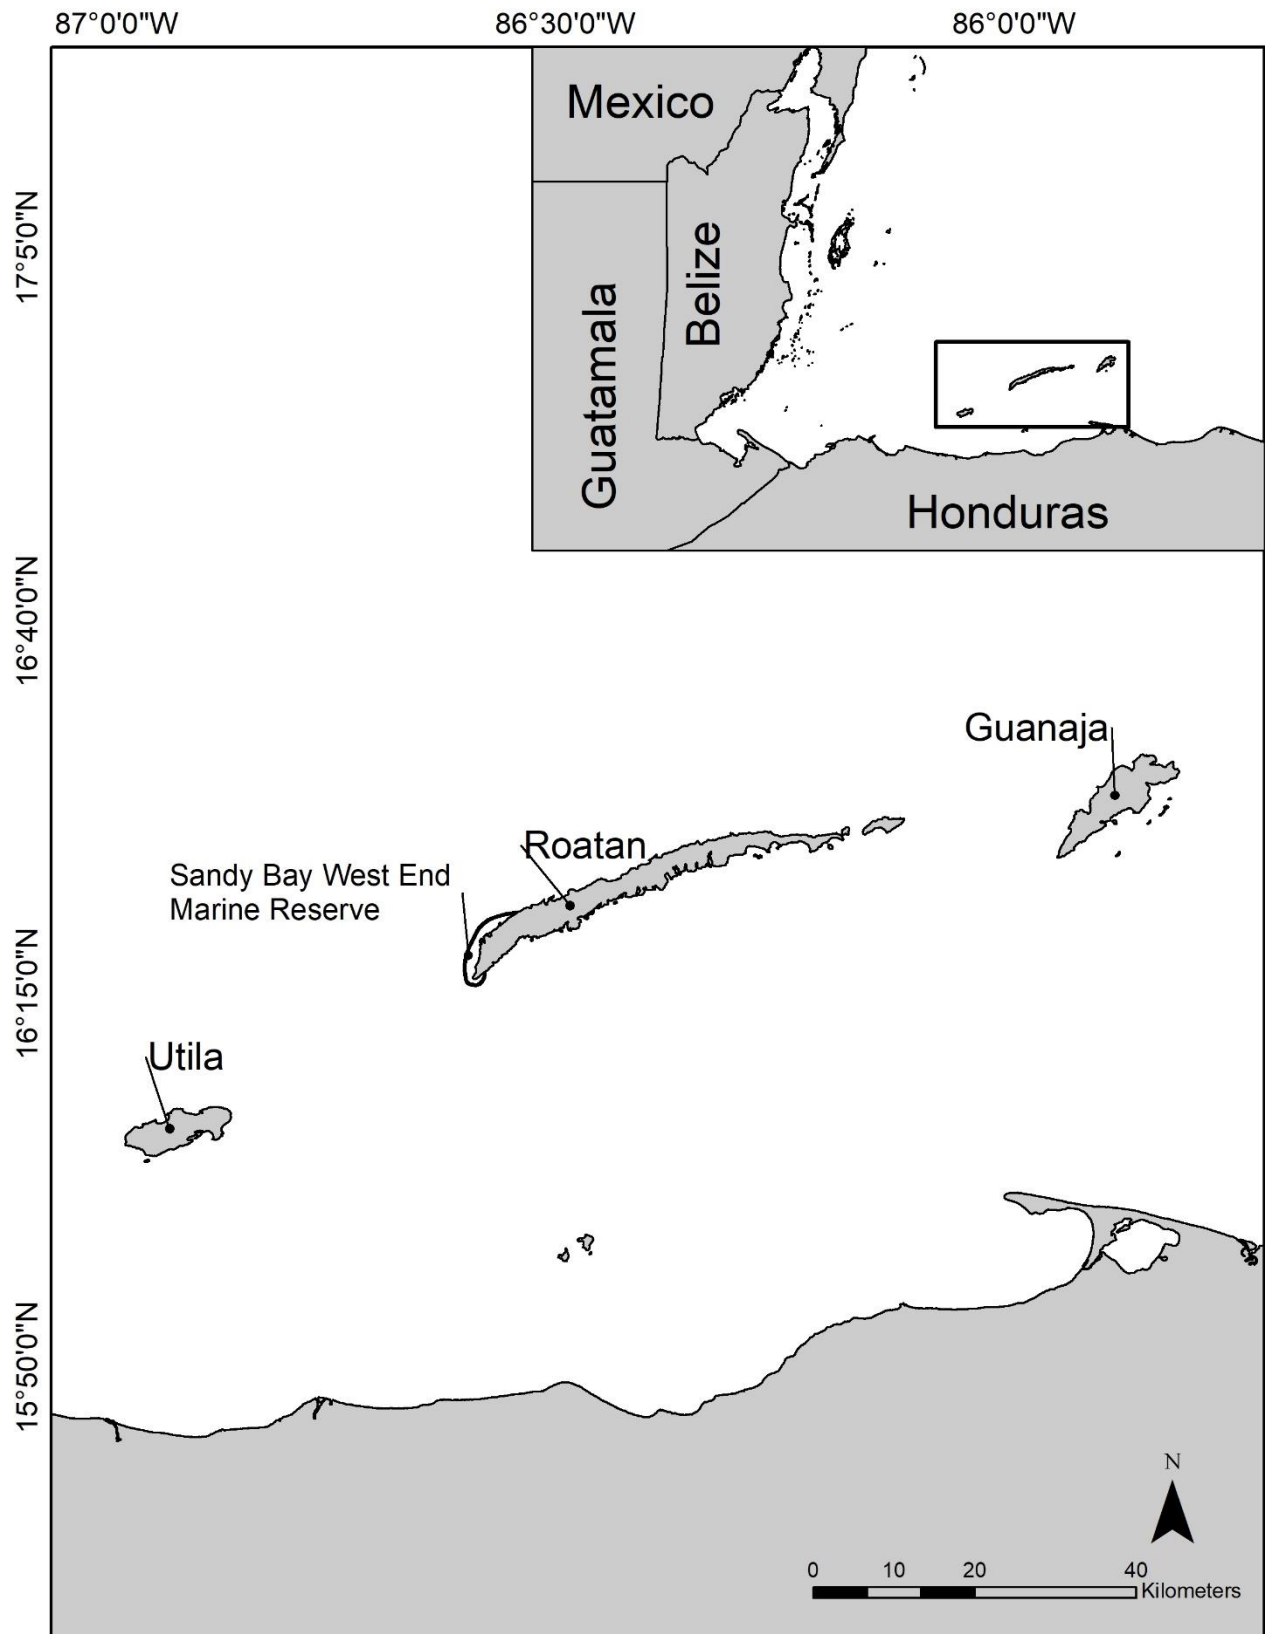 87°0'0"W 86°30'0"W 86°0'0"W
Mexico
17°5'0"N
Belize
Guatamala
Honduras
16°40'0"N
Guanaja
Roatan
Sandy Bay West End
Marine Reserve
16°15'0"N
Utila
15°50'0"N
N
0 10 20 40
Kilometers